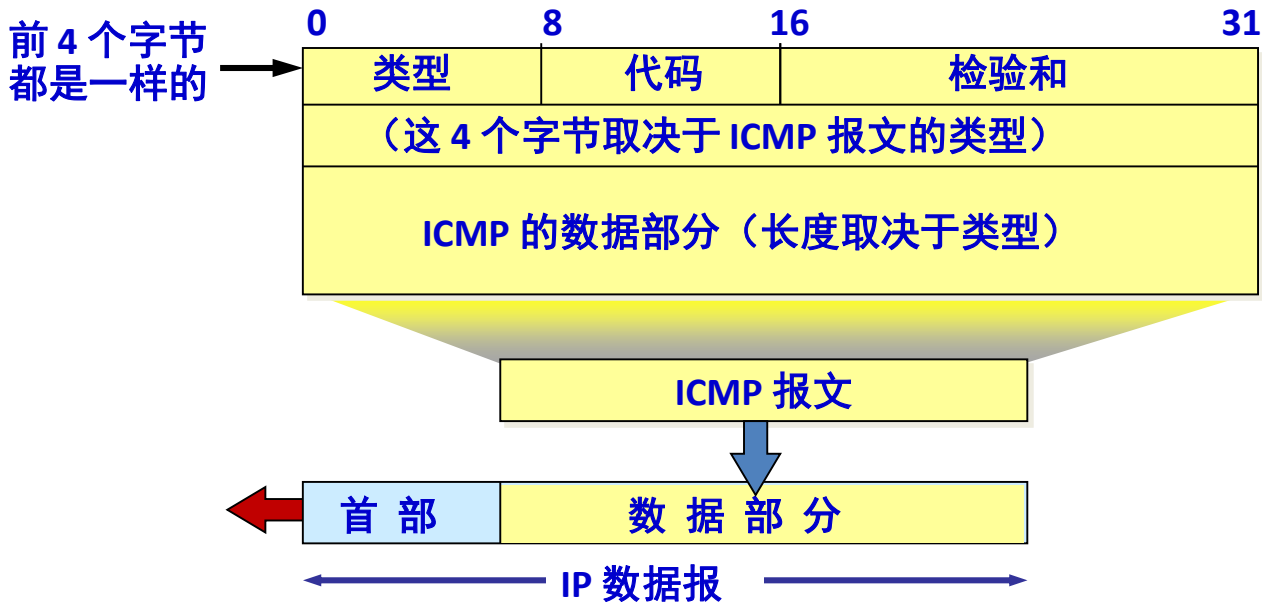 0 8 16 31
前 4 个字节
都是一样的
类型 代码 检验和
（这 4 个字节取决于 ICMP 报文的类型）
ICMP 的数据部分（长度取决于类型）
ICMP 报文
首 部 数 据 部 分
IP 数据报